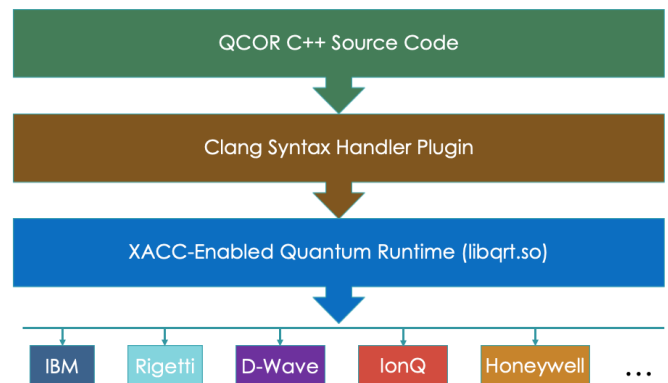 QCOR C++ Source Code
Clang Syntax Handler Plugin
XACC-Enabled Quantum Runtime (libqrt.so)
IBM Rigetti D-Wave IonQ Honeywell ...